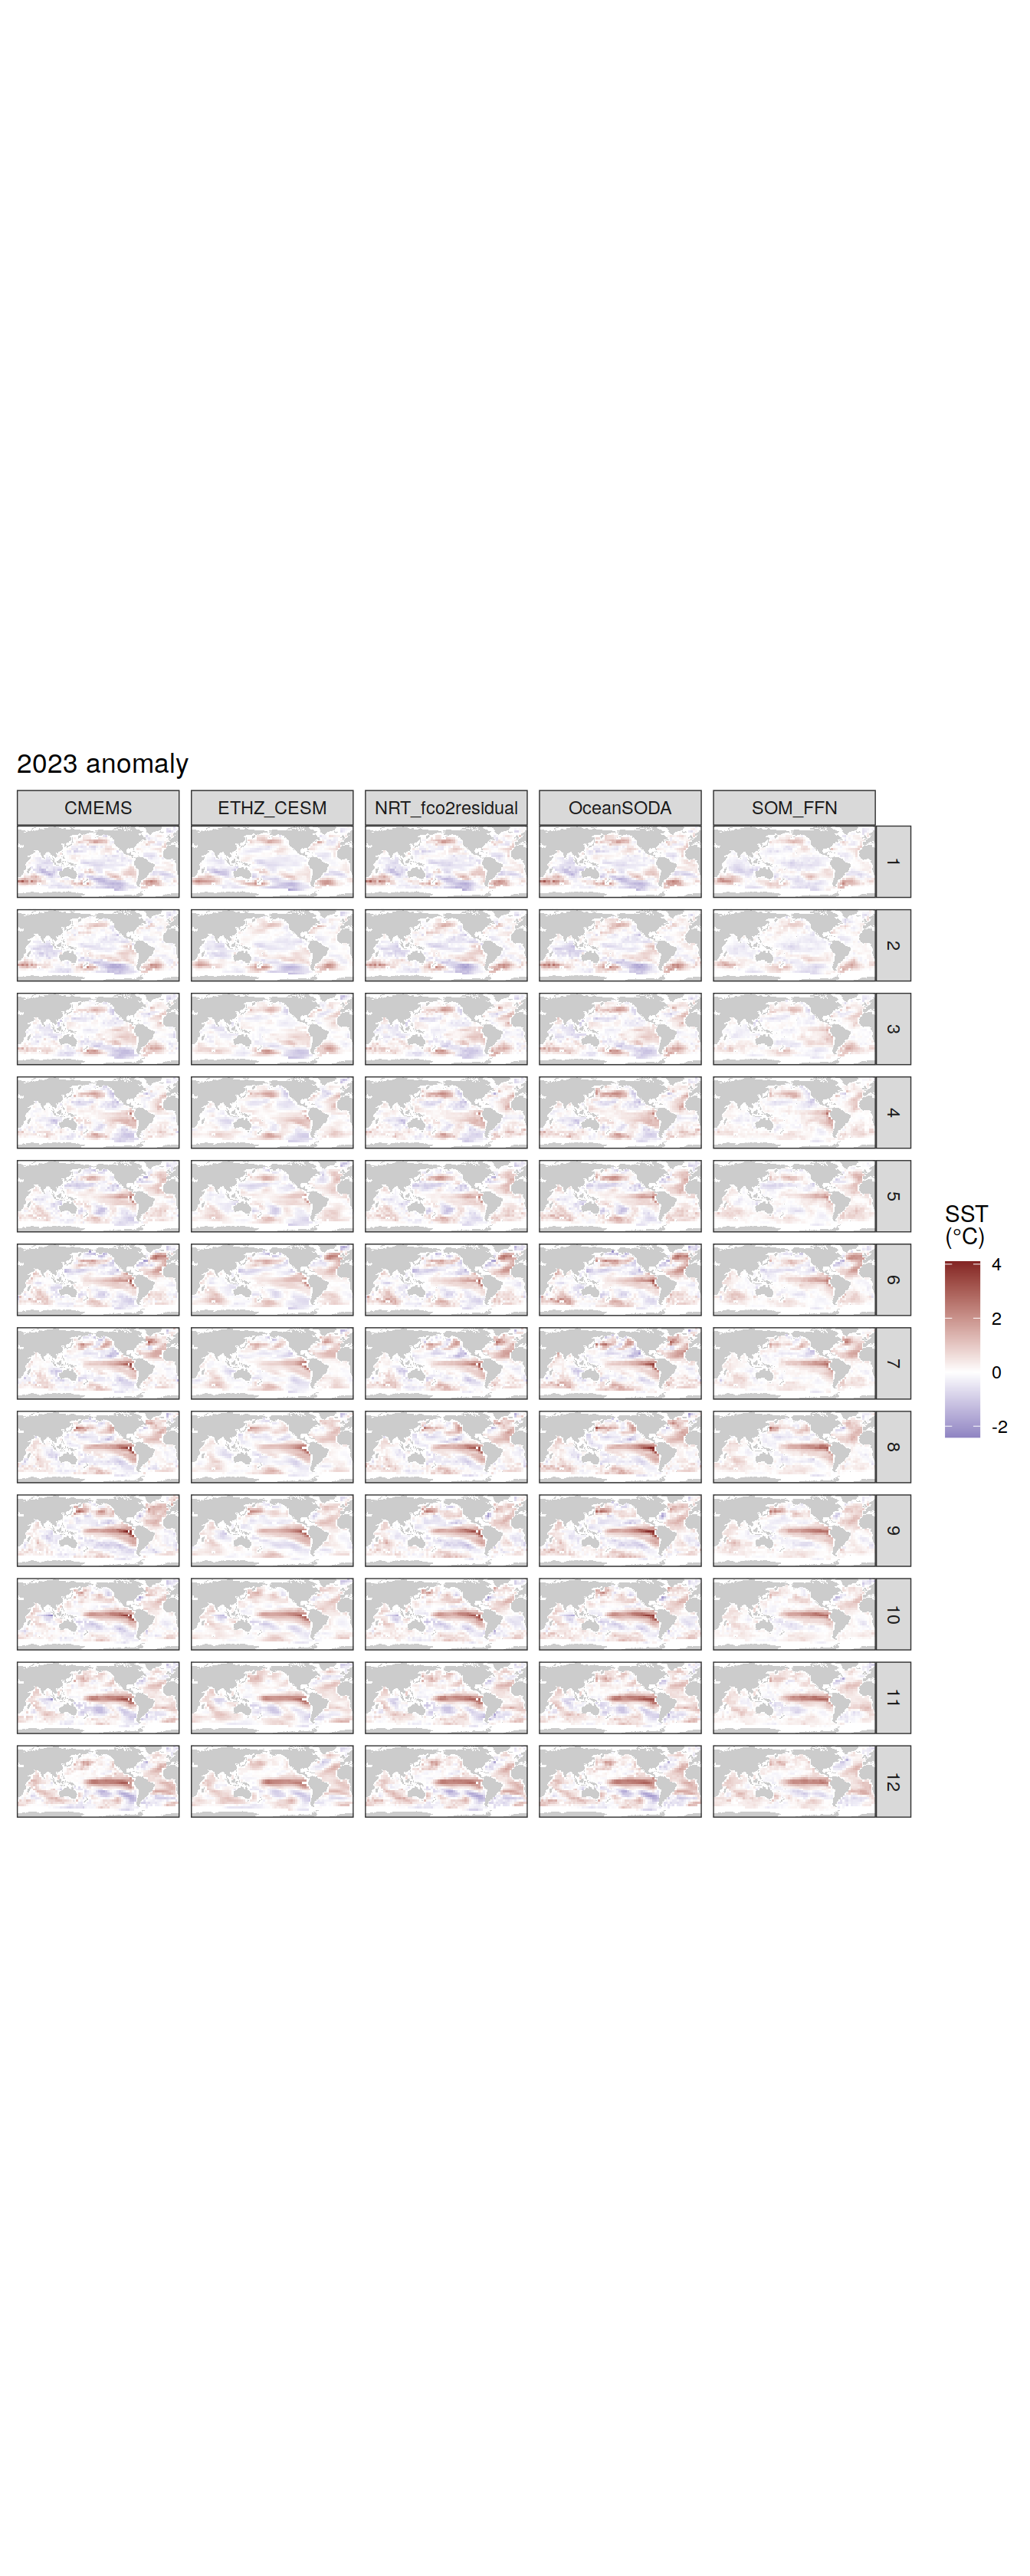 2023 anomaly
CMEMS
ETHZ_CESM
NRT_fco2residual
OceanSODA
SOM_FFN
1
2
3
4
5
6
7
8
9
10
11
12
SST
(°C)
4
2
0
-2